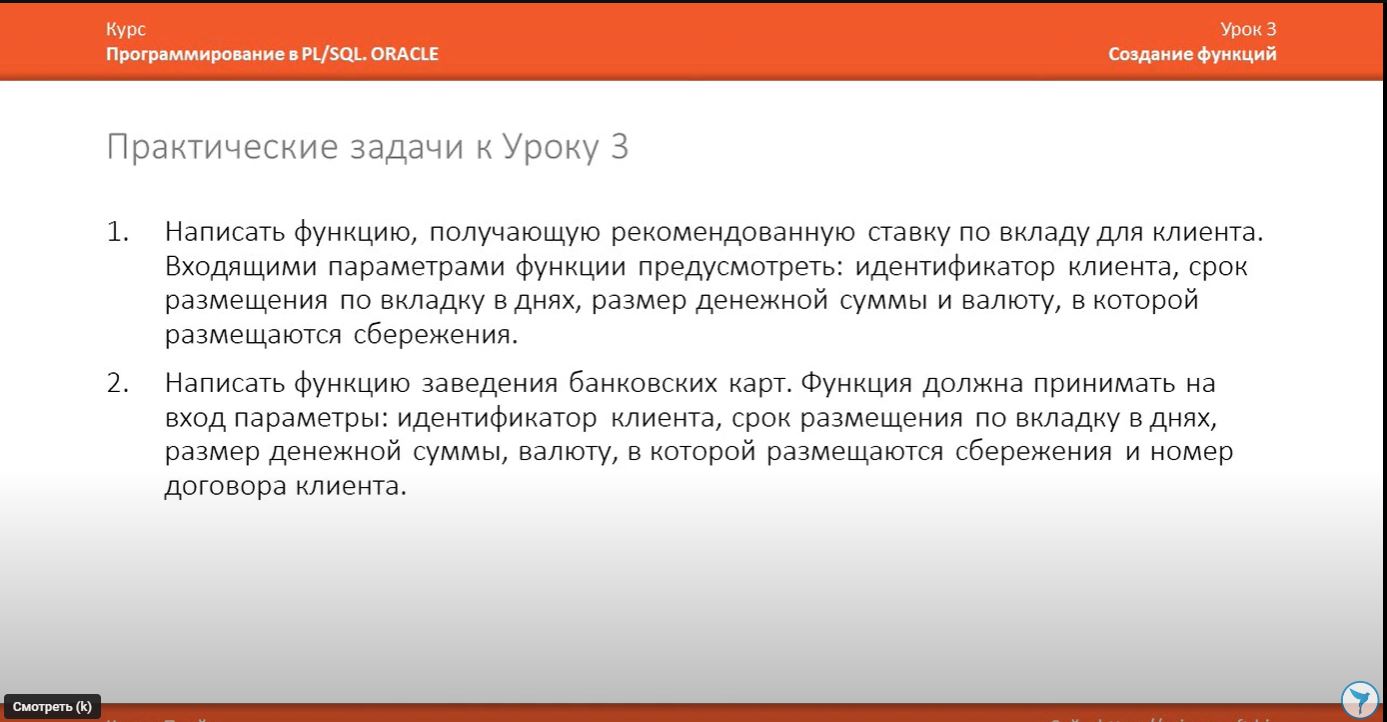 Курс
Программирование в PL/SQL. ORACLE
Урок 3
Создание функций
Практические задачи к Уроку 3
1. Написать функцию, получающую рекомендованную ставку по вкладу для клиента.
Входящими параметрами функции предусмотреть: идентификатор клиента, срок
размещения по вкладку в днях, размер денежной суммы и валюту, в которой
размещаются сбережения.
2. Написать функцию заведения банковских карт. Функция должна принимать на
вход параметры: идентификатор клиента, срок размещения по вкладку в днях,
размер денежной суммы, валюту, в которой размещаются сбережения и номер
договора клиента.
Смотреть (k)